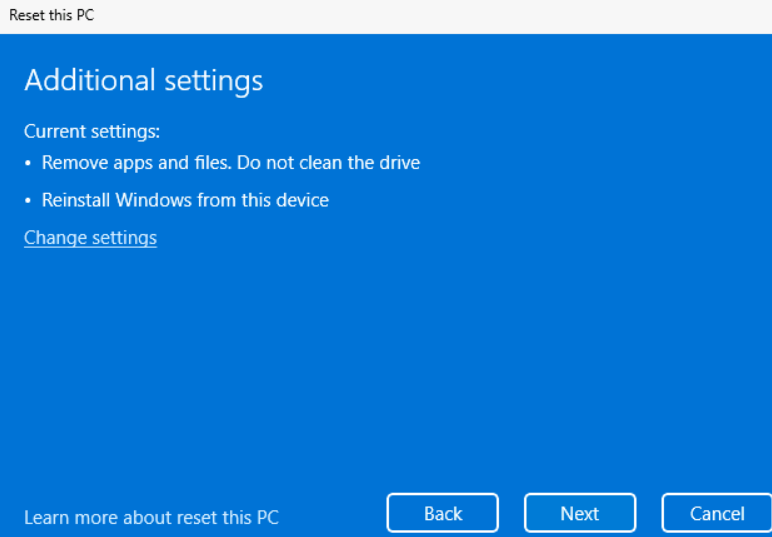 Reset this PC
Additional settings
Current settings:
• Remove apps and files. Do not clean the drive
• Reinstall Windows from this device
Change settings
Learn more about reset this PC
Back
Next
Cancel